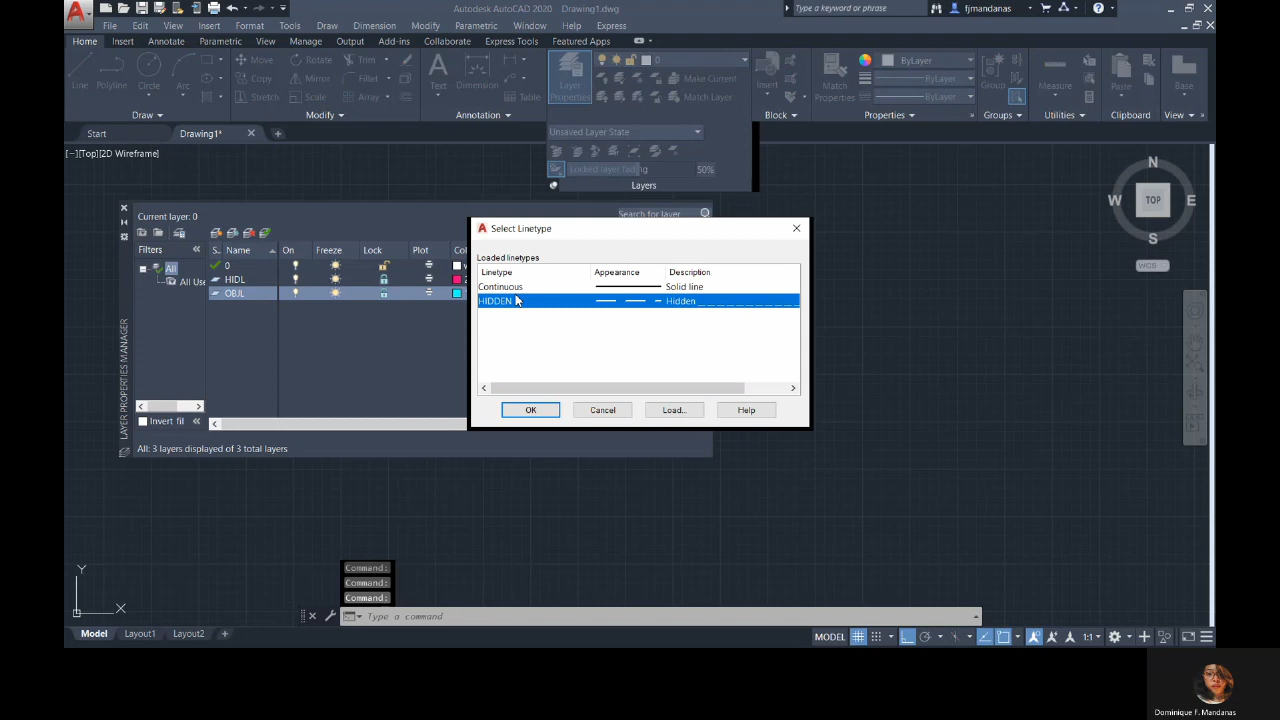 Autodesk AutoCAD 2020 Drawing1.dwg
Type a keyword or phrase
fjmandanas
File Edit View Insert Format Tools Draw Dimension Modify Parametric Window Help Express
Home Insert Annotate Parametric View Manage Output Add-ins Collaborate Express Tools Featured Apps
Line Polyline Circle Arc
Move Rotate Trim
Copy Mirror Fillet
Stretch Scale Array
Text Dimension Table
Layer Properties
0
Make Current
Match Layer
Insert
Match Properties
ByLayer
ByLayer
ByLayer
Group Measure Paste Base
Draw Modify Annotation Block Properties Groups Utilities Clipboard View
Unsaved Layer State
Locked layer fading 50%
Layers
Start Drawing1*
[−][Top][2D Wireframe]
N
W TOP E
S
WCS
Current layer: 0
Search for layer
Filters
All
All Use
S.. Name On Freeze Lock Plot Col
0
HIDL
OBJL
Invert fil
All: 3 layers displayed of 3 total layers
LAYER PROPERTIES MANAGER
Select Linetype
Loaded linetypes
Linetype Appearance Description
Continuous Solid line
HIDDEN Hidden _ _ _ _ _ _ _ _ _ _ _ _
OK Cancel Load... Help
Y
X
Command:
Command:
Command:
Type a command
Model Layout1 Layout2
MODEL 1:1
Dominique F. Mandanas